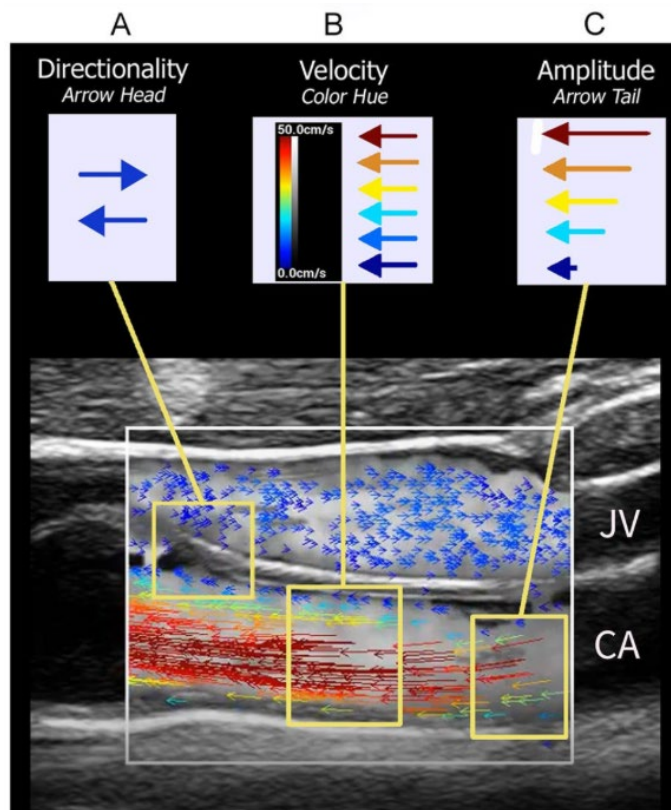 A
B
C
Directionality
Arrow Head
Velocity
Color Hue
Amplitude
Arrow Tail
50.0cm/s
0.0cm/s
JV
CA